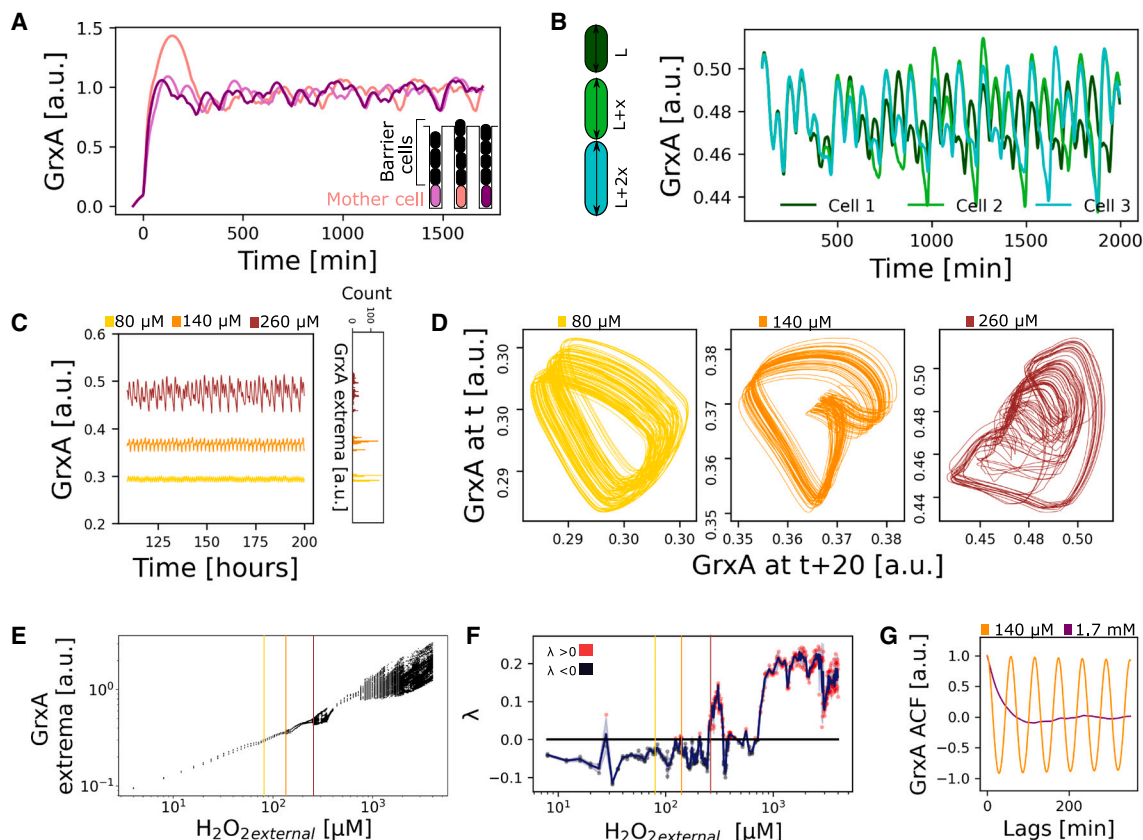 A
GrxA [a.u.]
1.5
1.0
0.5
0.0
Barrier
cells
Mother cell
0 500 1000 1500
Time [min]
B
L
L+x
L+2x
GrxA [a.u.]
0.50
0.48
0.46
0.44
Cell 1 Cell 2 Cell 3
500 1000 1500 2000
Time [min]
C
80 μM 140 μM 260 μM
GrxA [a.u.]
0.6
0.5
0.4
0.3
0.2
125 150 175 200
Time [hours]
Count
0 100
GrxA extrema [a.u.]
D
80 μM
140 μM
260 μM
GrxA at t [a.u.]
0.30
0.30
0.29
0.29 0.30 0.30
0.38
0.37
0.36
0.35
0.35 0.36 0.37 0.38
0.50
0.48
0.46
0.44
0.45 0.50
GrxA at t+20 [a.u.]
E
GrxA
extrema [a.u.]
10⁰
10⁻¹
10¹ 10² 10³
H₂O₂external [μM]
F
λ >0
λ <0
λ
0.2
0.1
0.0
−0.1
10¹ 10² 10³
H₂O₂external [μM]
G
140 μM 1.7 mM
GrxA ACF [a.u.]
1.0
0.5
0.0
−0.5
−1.0
0 200
Lags [min]